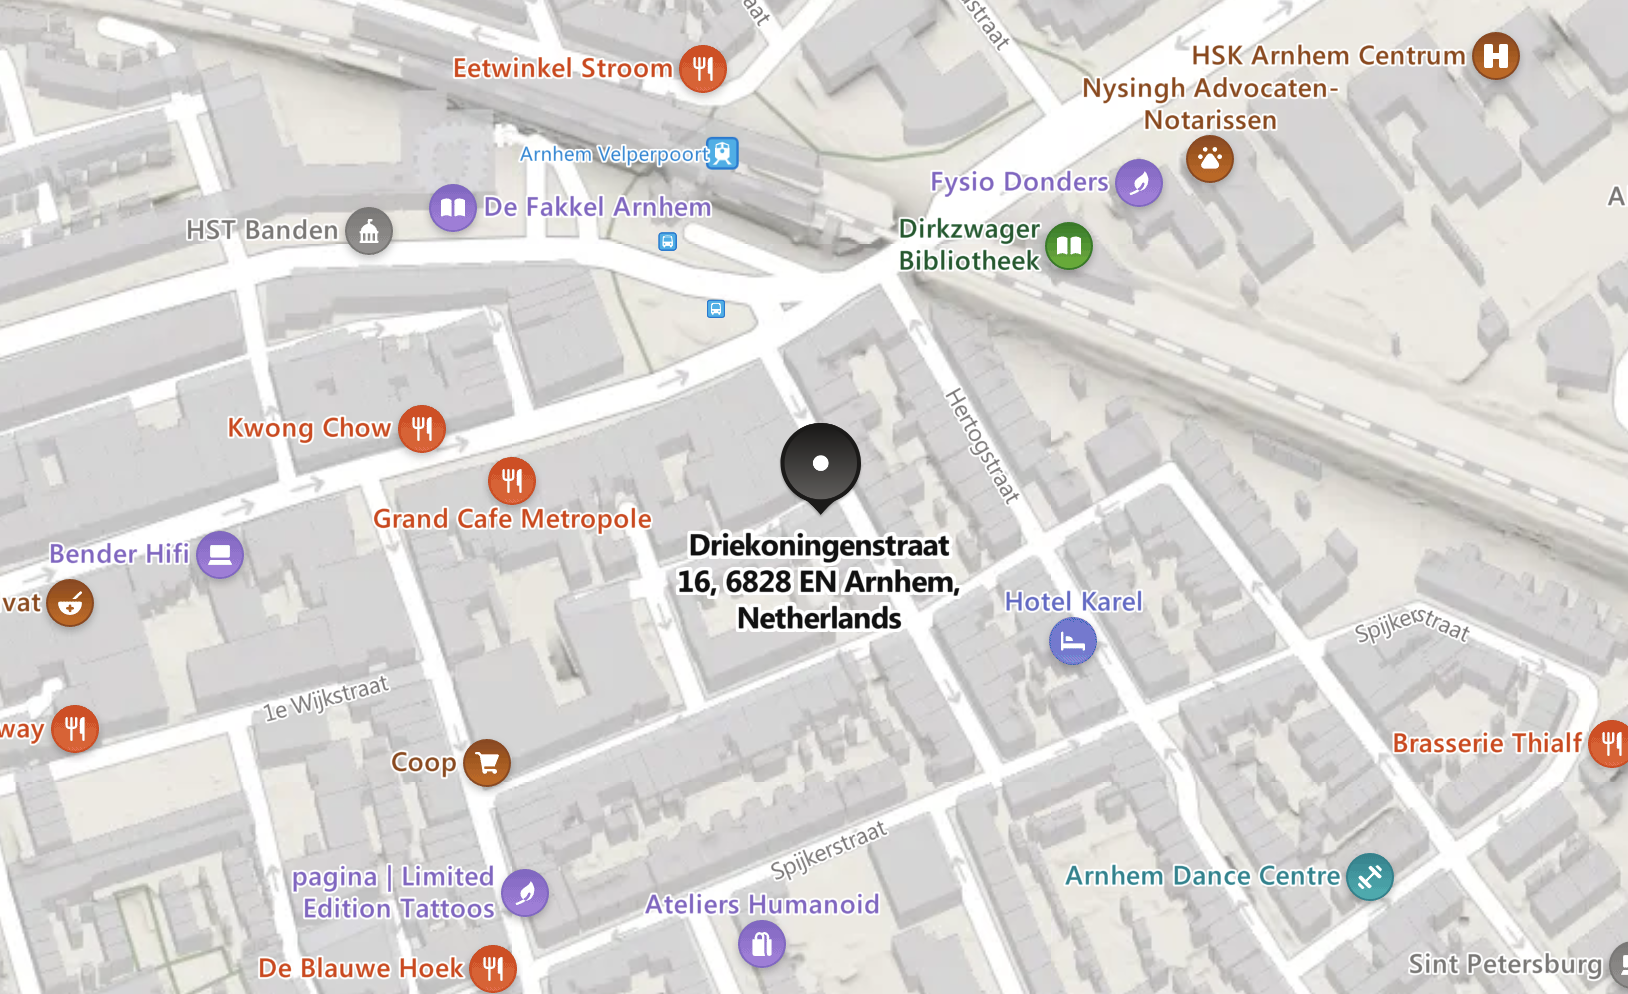 Eetwinkel Stroom
HSK Arnhem Centrum
Nysingh Advocaten-
Notarissen
Arnhem Velperpoort
Fysio Donders
De Fakkel Arnhem
HST Banden
Dirkzwager
Bibliotheek
Kwong Chow
Hertogstraat
Grand Cafe Metropole
Bender Hifi
Driekoningenstraat
16, 6828 EN Arnhem,
Netherlands
vat
Hotel Karel
Spijkerstraat
1e Wijkstraat
way
Brasserie Thialf
Coop
Spijkerstraat
pagina | Limited
Edition Tattoos
Arnhem Dance Centre
Ateliers Humanoid
De Blauwe Hoek
Sint Petersburg